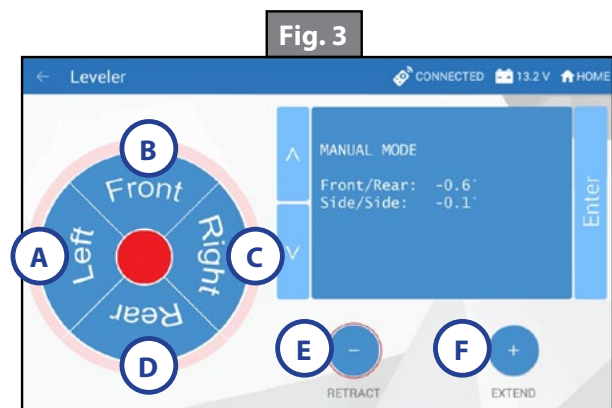 Fig. 3
← Leveler CONNECTED 13.2 V HOME
B
Front
A Left Right C
Rear
D
^
MANUAL MODE
Front/Rear: -0.6°
Side/Side: -0.1°
Enter
v
E - F +
RETRACT EXTEND